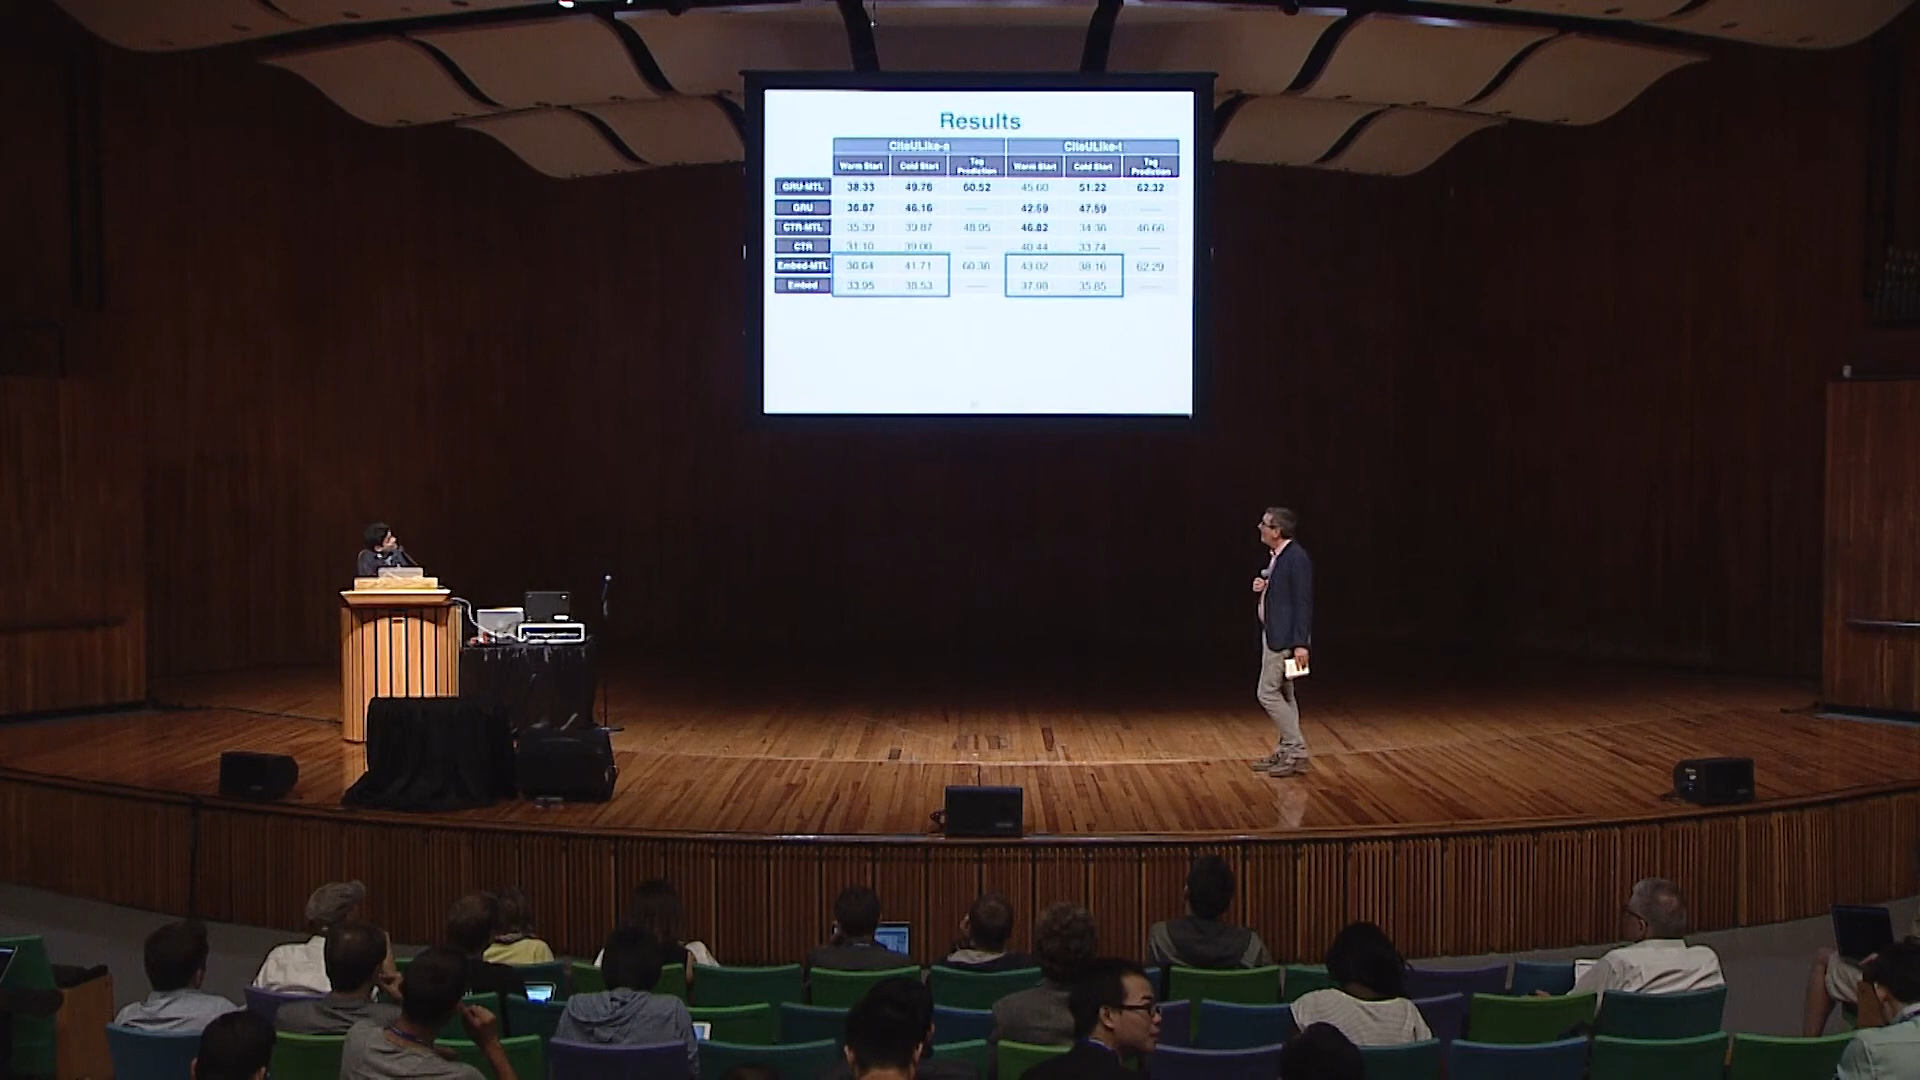 Results
CiteULike-a CiteULike-t
Warm Start Cold Start Tag Prediction Warm Start Cold Start Tag Prediction
GRU-MTL 38.33 49.76 60.52 45.60 51.22 62.32
GRU 36.87 46.16 —— 42.59 47.59 ——
CTR-MTL 35.39 39.87 48.95 46.82 34.36 46.66
CTR 31.10 39.00 —— 40.44 33.74 ——
Embed-MTL 41.71 60.36 43.02 38.16 62.29
Embed 33.95 38.53 —— 37.98 35.85 ——